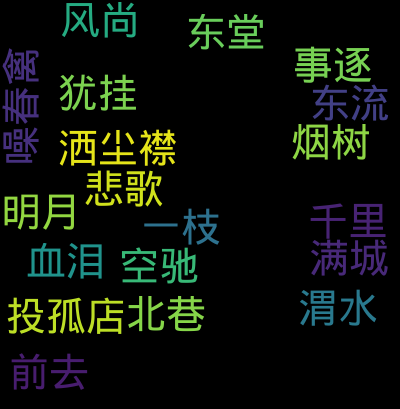 风尚
东堂
事逐
噪春禽
犹挂
东流
洒尘襟
烟树
悲歌
明月
一枝
千里
血泪
空驰
满城
投孤店
北巷
渭水
前去